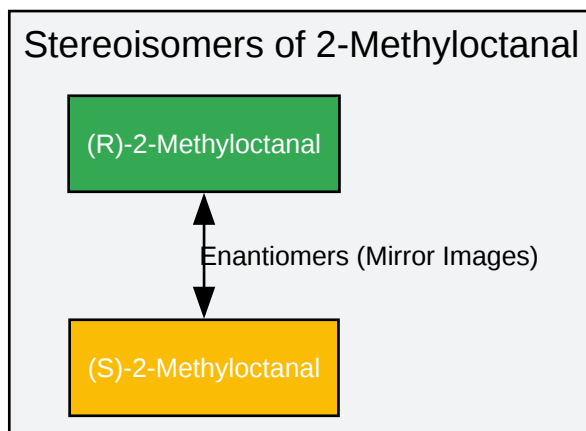 Stereoisomers of 2-Methyloctanal
(R)-2-Methyloctanal
Enantiomers (Mirror Images)
(S)-2-Methyloctanal